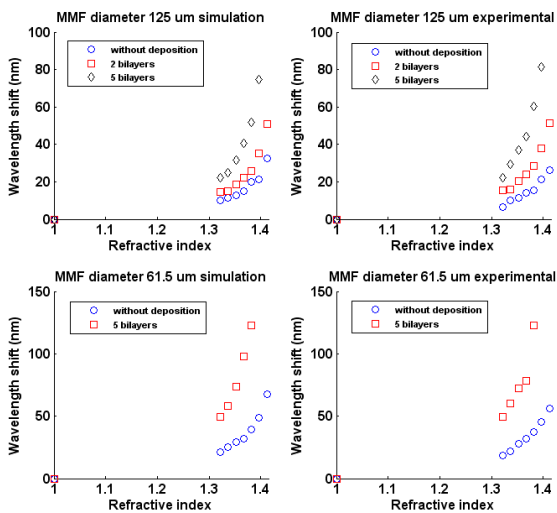 MMF diameter 125 um simulation
100
80
60
40
20
0
Wavelength shift (nm)
without deposition
2 bilayers
5 bilayers
1
1.1
1.2
1.3
1.4
Refractive index
MMF diameter 125 um experimental
100
80
60
40
20
0
Wavelength shift (nm)
without deposition
2 bilayers
5 bilayers
1
1.1
1.2
1.3
1.4
Refractive index
MMF diameter 61.5 um simulation
150
100
50
0
Wavelength shift (nm)
without deposition
5 bilayers
1
1.1
1.2
1.3
1.4
Refractive index
MMF diameter 61.5 um experimental
150
100
50
0
Wavelength shift (nm)
without deposition
5 bilayers
1
1.1
1.2
1.3
1.4
Refractive index